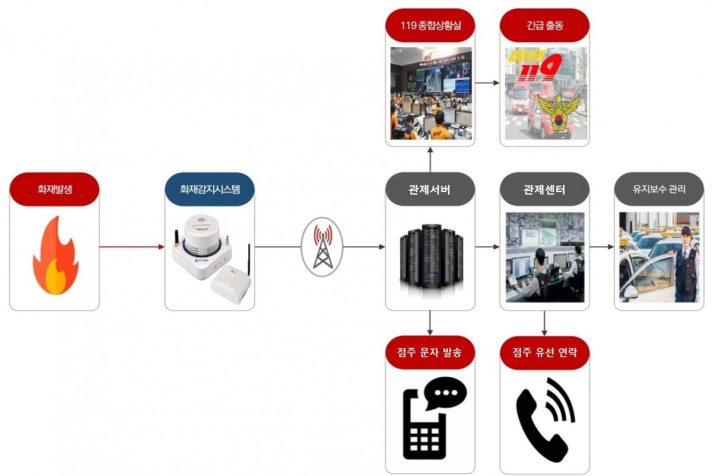 119 종합상황실
긴급 출동
119
화재발생
화재감지시스템
관제서버
관제센터
유지보수 관리
점주 문자 발송
점주 유선 연락